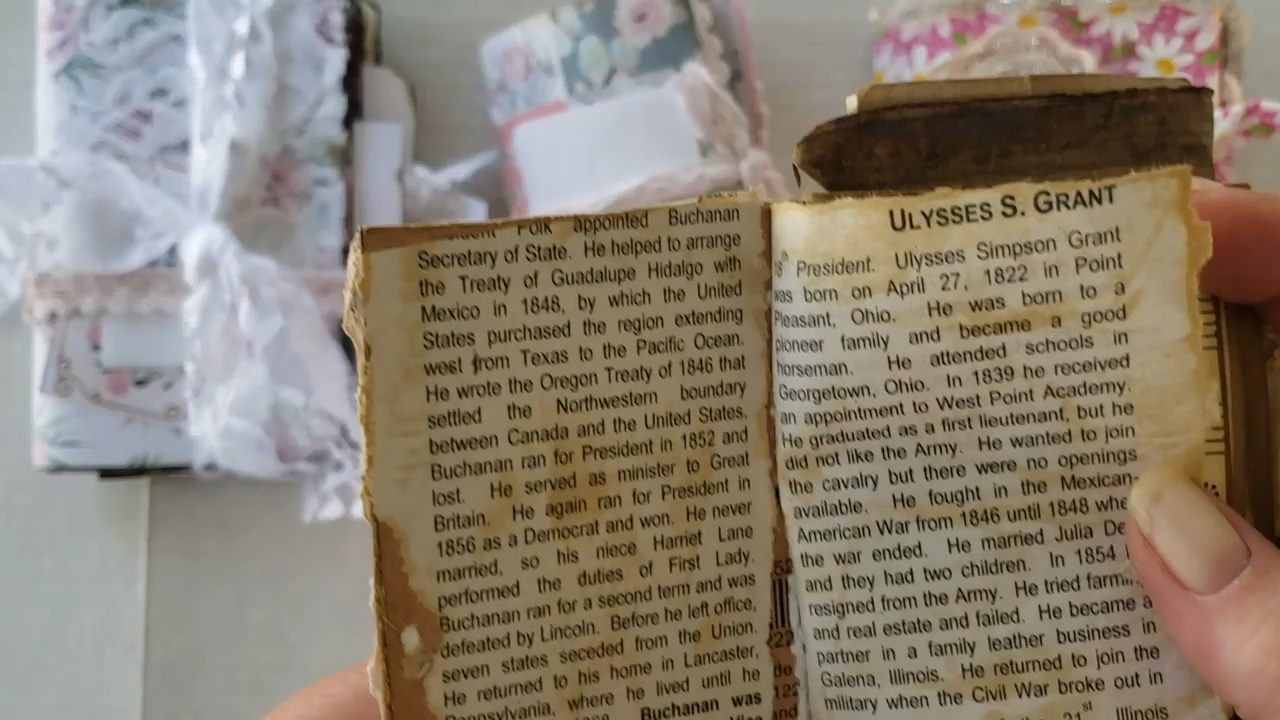 Polk appointed Buchanan
Secretary of State. He helped to arrange
the Treaty of Guadalupe Hidalgo with
Mexico in 1848, by which the United
States purchased the region extending
west from Texas to the Pacific Ocean.
He wrote the Oregon Treaty of 1846 that
settled the Northwestern boundary
between Canada and the United States.
Buchanan ran for President in 1852 and
lost. He served as minister to Great
Britain. He again ran for President in
1856 as a Democrat and won. He never
married, so his niece Harriet Lane
performed the duties of First Lady.
Buchanan ran for a second term and was
defeated by Lincoln. Before he left office,
seven states seceded from the Union.
He returned to his home in Lancaster,
Pennsylvania, where he lived until he
Buchanan was
ULYSSES S. GRANT
18th President. Ulysses Simpson Grant
was born on April 27, 1822 in Point
Pleasant, Ohio. He was born to a
pioneer family and became a good
horseman. He attended schools in
Georgetown, Ohio. In 1839 he received
an appointment to West Point Academy.
He graduated as a first lieutenant, but he
did not like the Army. He wanted to join
the cavalry but there were no openings
available. He fought in the Mexican-
American War from 1846 until 1848 whe
the war ended. He married Julia De
and they had two children. In 1854
resigned from the Army. He tried farm
and real estate and failed. He became a
partner in a family leather business in
Galena, Illinois. He returned to join the
military when the Civil War broke out in
21st Illinois